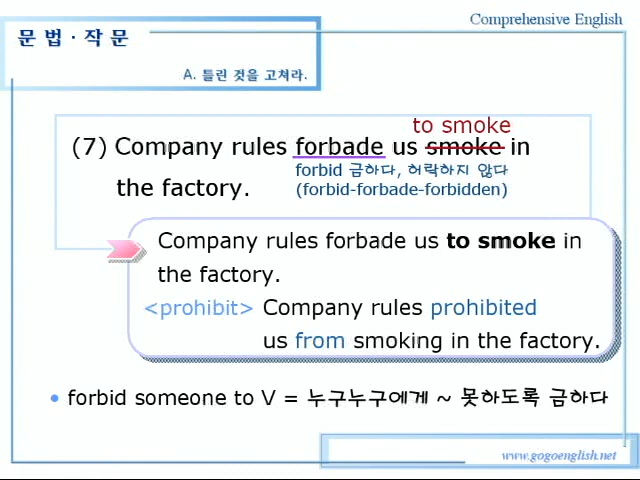 Comprehensive English
문 법 · 작 문
A. 틀린 것을 고쳐라.
to smoke
(7) Company rules forbade us smoke in
forbid 금하다, 허락하지 않다
the factory.
(forbid-forbade-forbidden)
Company rules forbade us to smoke in
the factory.
<prohibit> Company rules prohibited
us from smoking in the factory.
• forbid someone to V = 누구누구에게 ~ 못하도록 금하다
www.gogoenglish.net